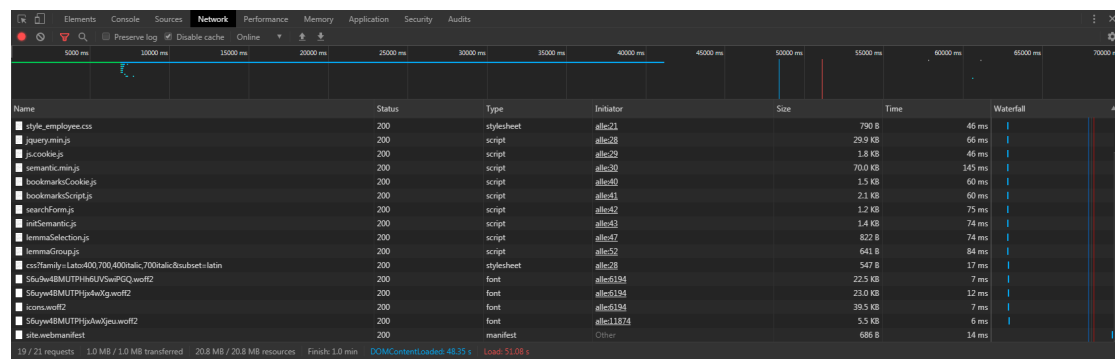 Elements Console Sources Network Performance Memory Application Security Audits
Preserve log Disable cache Online
5000 ms 10000 ms 15000 ms 20000 ms 25000 ms 30000 ms 35000 ms 40000 ms 45000 ms 50000 ms 55000 ms 60000 ms 65000 ms 70000
Name Status Type Initiator Size Time Waterfall
style_employee.css 200 stylesheet alle:21 790 B 46 ms
jquery.min.js 200 script alle:28 29.9 KB 66 ms
js.cookie.js 200 script alle:29 1.8 KB 46 ms
semantic.min.js 200 script alle:30 70.0 KB 145 ms
bookmarksCookie.js 200 script alle:40 1.5 KB 60 ms
bookmarksScript.js 200 script alle:41 2.1 KB 60 ms
searchForm.js 200 script alle:42 1.2 KB 75 ms
initSemantic.js 200 script alle:43 1.4 KB 74 ms
lemmaSelection.js 200 script alle:47 822 B 74 ms
lemmaGroup.js 200 script alle:52 641 B 84 ms
css?family=Lato:400,700,400italic,700italic&subset=latin 200 stylesheet alle:28 547 B 17 ms
S6u9w4BMUTPHh6UVSwiPGQ.woff2 200 font alle:6194 22.5 KB 7 ms
S6uyw4BMUTPHjx4wXg.woff2 200 font alle:6194 23.0 KB 12 ms
icons.woff2 200 font alle:6194 39.5 KB 7 ms
S6uyw4BMUTPHjxAwXjeu.woff2 200 font alle:11874 5.5 KB 6 ms
site.webmanifest 200 manifest Other 686 B 14 ms
19 / 21 requests 1.0 MB / 1.0 MB transferred 20.8 MB / 20.8 MB resources Finish: 1.0 min DOMContentLoaded: 48.35 s Load: 51.08 s